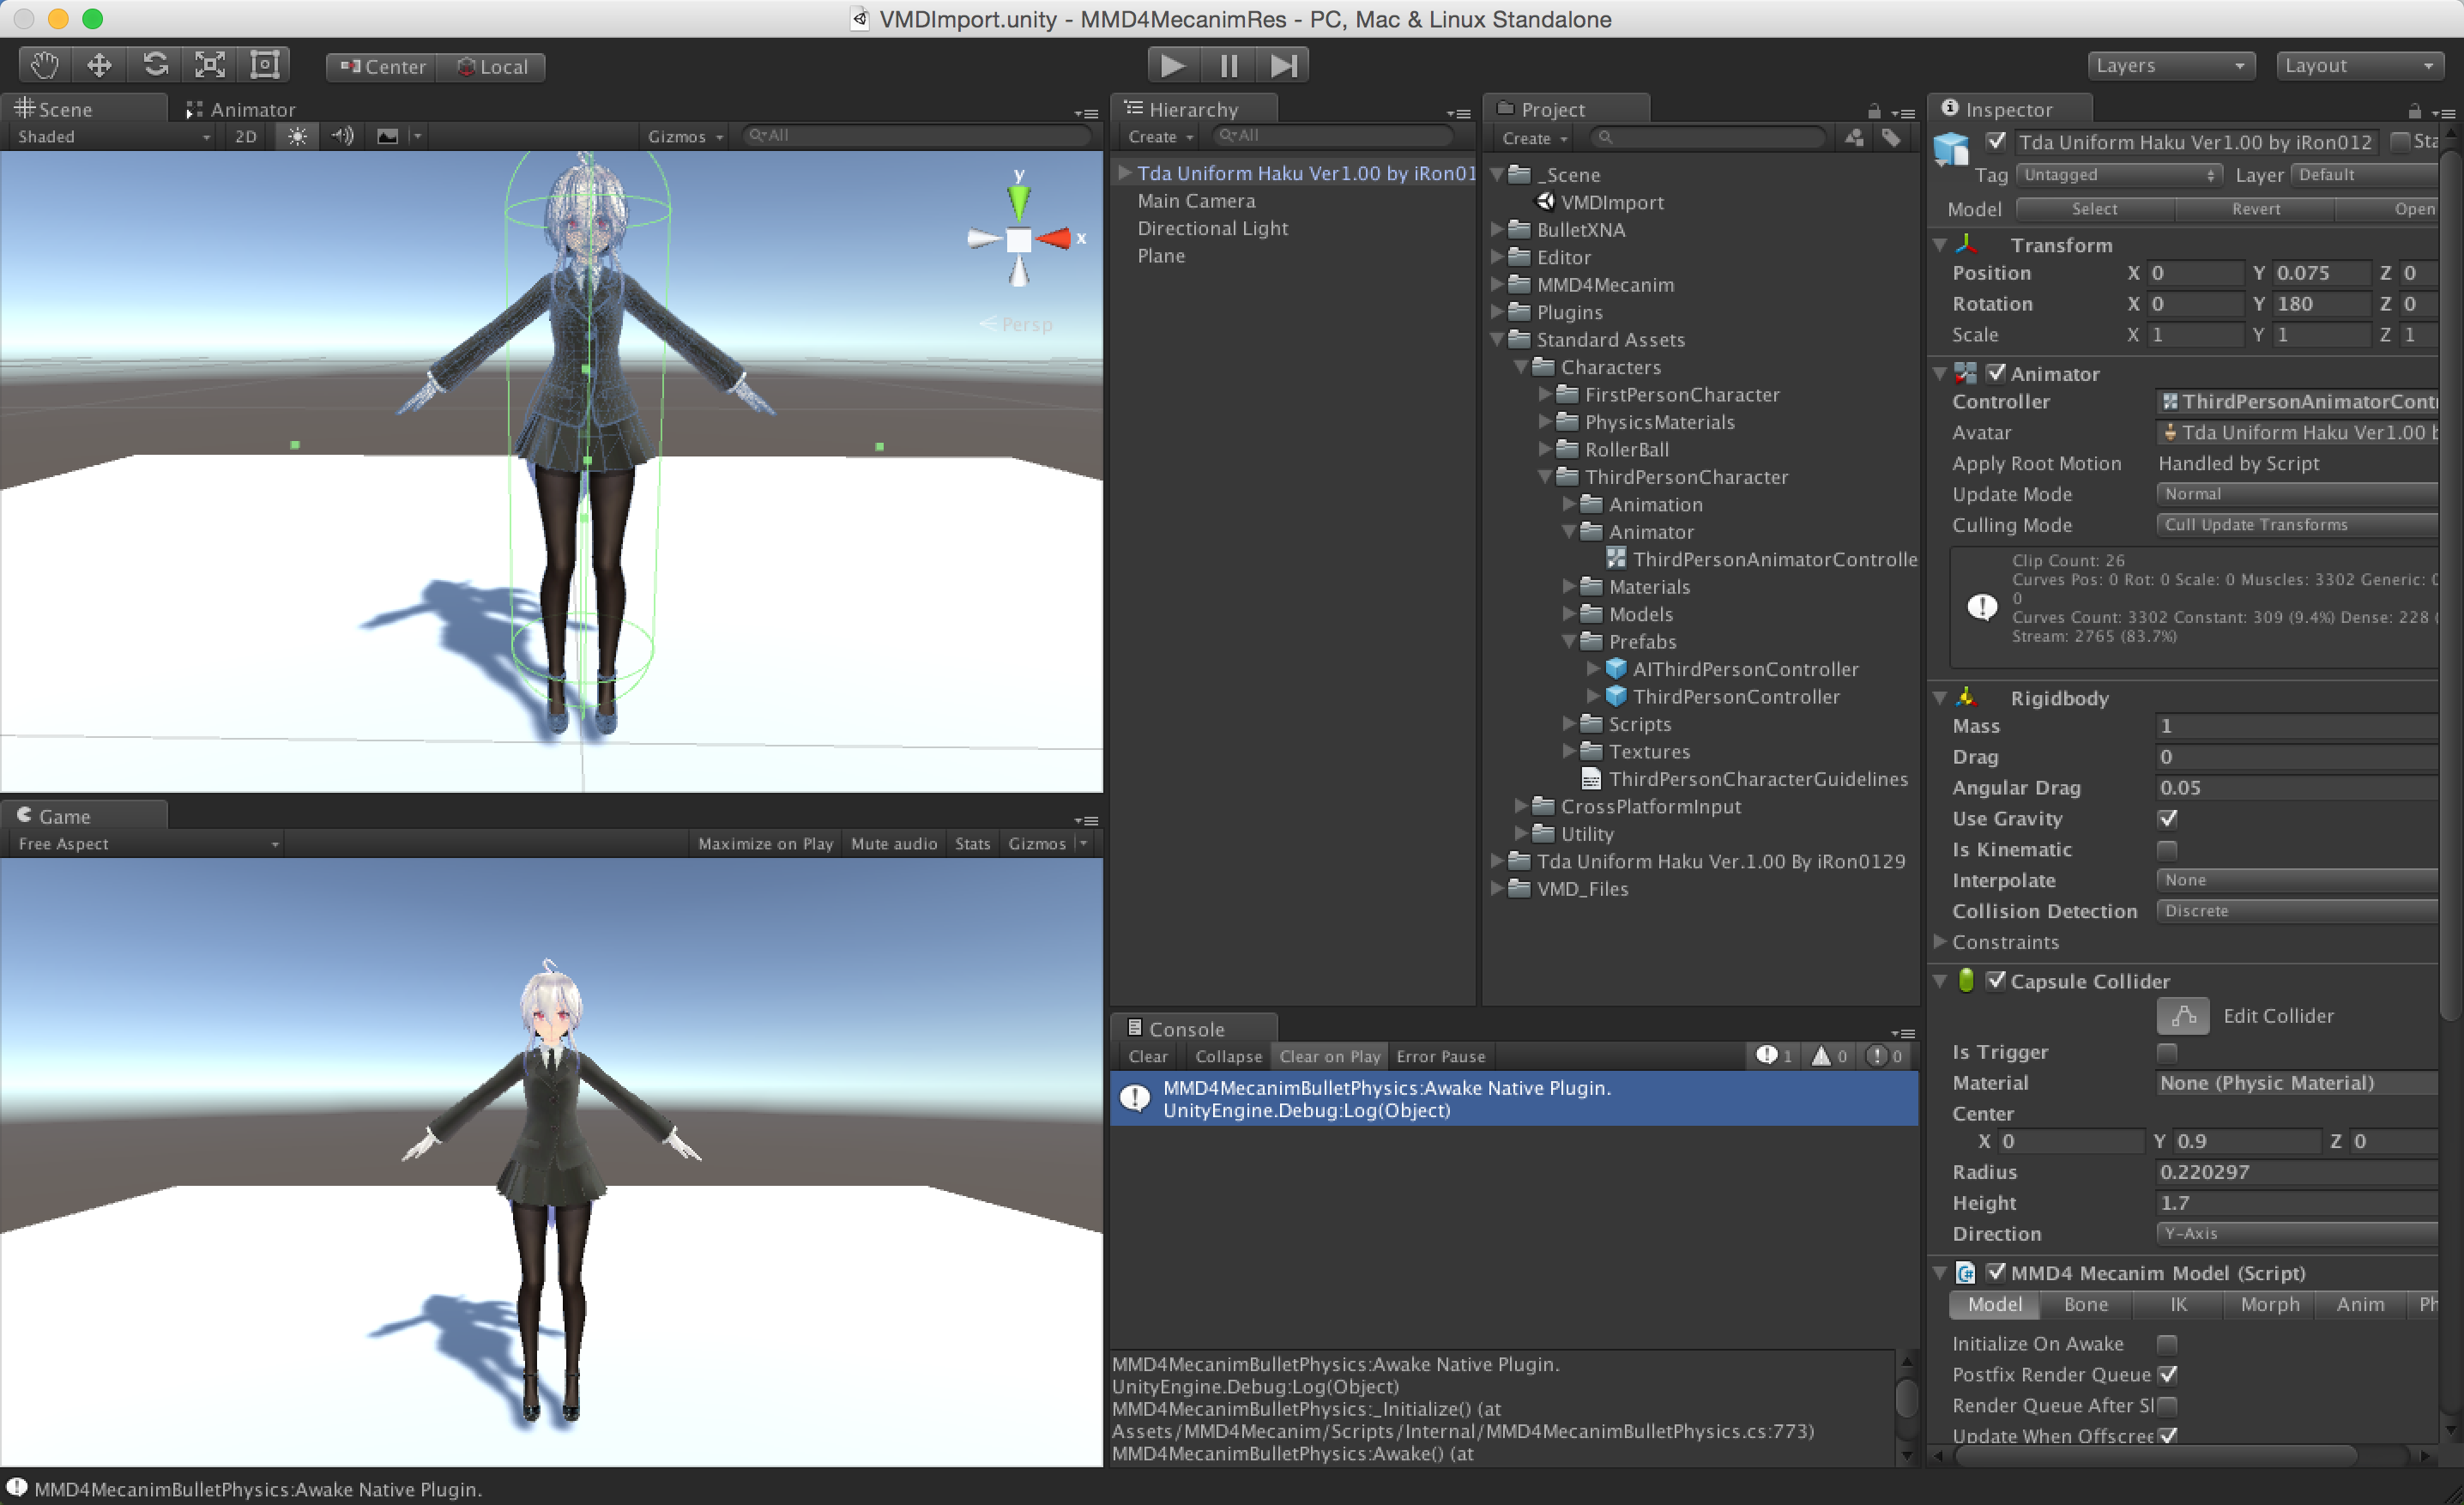 VMDImport.unity - MMD4MecanimRes - PC, Mac & Linux Standalone
Center Local
Layers Layout
Scene Animator
Shaded 2D Gizmos All
y
x
Persp
Game
Free Aspect Maximize on Play Mute audio Stats Gizmos
Hierarchy
Create All
Tda Uniform Haku Ver1.00 by iRon01
Main Camera
Directional Light
Plane
Project
Create
_Scene
VMDImport
BulletXNA
Editor
MMD4Mecanim
Plugins
Standard Assets
Characters
FirstPersonCharacter
PhysicsMaterials
RollerBall
ThirdPersonCharacter
Animation
Animator
ThirdPersonAnimatorControlle
Materials
Models
Prefabs
AIThirdPersonController
ThirdPersonController
Scripts
Textures
ThirdPersonCharacterGuidelines
CrossPlatformInput
Utility
Tda Uniform Haku Ver.1.00 By iRon0129
VMD_Files
Console
Clear Collapse Clear on Play Error Pause 1 0 0
MMD4MecanimBulletPhysics:Awake Native Plugin.
UnityEngine.Debug:Log(Object)
MMD4MecanimBulletPhysics:Awake Native Plugin.
UnityEngine.Debug:Log(Object)
MMD4MecanimBulletPhysics:_Initialize() (at
Assets/MMD4Mecanim/Scripts/Internal/MMD4MecanimBulletPhysics.cs:773)
MMD4MecanimBulletPhysics:Awake() (at
Inspector
Tda Uniform Haku Ver1.00 by iRon012 Sta
Tag Untagged Layer Default
Model Select Revert Open
Transform
Position X 0 Y 0.075 Z 0
Rotation X 0 Y 180 Z 0
Scale X 1 Y 1 Z 1
Animator
Controller ThirdPersonAnimatorContr
Avatar Tda Uniform Haku Ver1.00 b
Apply Root Motion Handled by Script
Update Mode Normal
Culling Mode Cull Update Transforms
Clip Count: 26
Curves Pos: 0 Rot: 0 Scale: 0 Muscles: 3302 Generic: 0
0
Curves Count: 3302 Constant: 309 (9.4%) Dense: 228 (
Stream: 2765 (83.7%)
Rigidbody
Mass 1
Drag 0
Angular Drag 0.05
Use Gravity
Is Kinematic
Interpolate None
Collision Detection Discrete
Constraints
Capsule Collider
Edit Collider
Is Trigger
Material None (Physic Material)
Center
X 0 Y 0.9 Z 0
Radius 0.220297
Height 1.7
Direction Y-Axis
MMD4 Mecanim Model (Script)
Model Bone IK Morph Anim Ph
Initialize On Awake
Postfix Render Queue
Render Queue After Sl
Update When Offscree
MMD4MecanimBulletPhysics:Awake Native Plugin.